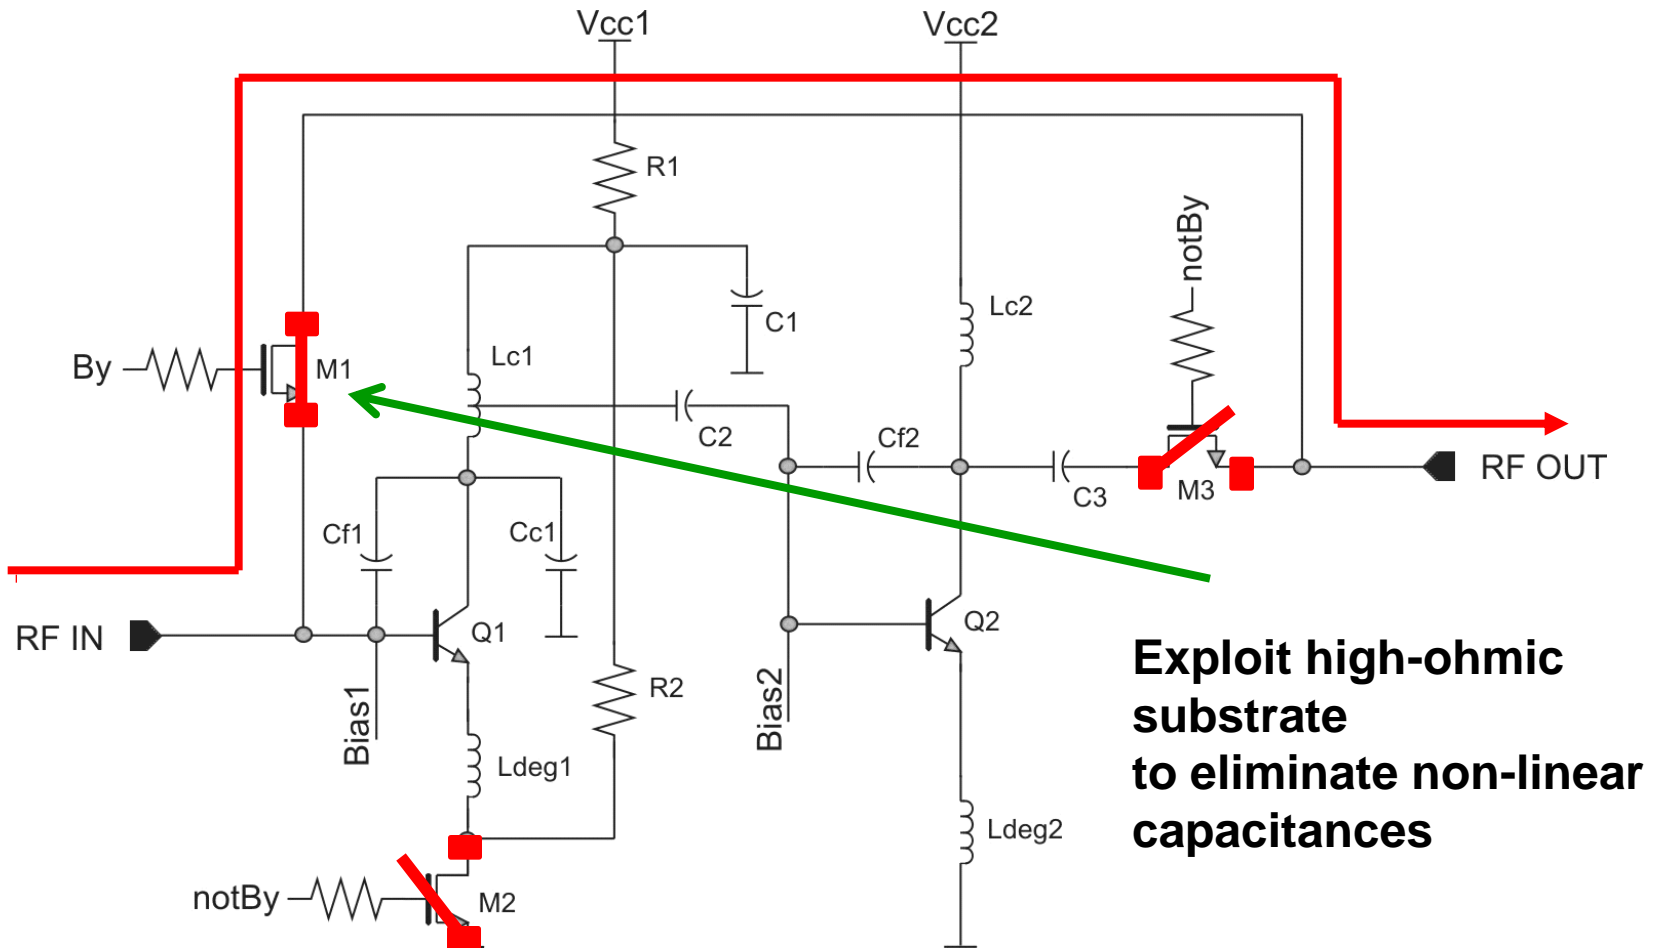 Vcc1
Vcc2
R1
notBy
Lc2
C1
Lc1
By
M1
C2
Cf2
C3
M3
RF OUT
Cf1
Cc1
RF IN
Q1
Q2
Bias1
Bias2
R2
Exploit high-ohmic
substrate
to eliminate non-linear
capacitances
Ldeg1
Ldeg2
notBy
M2